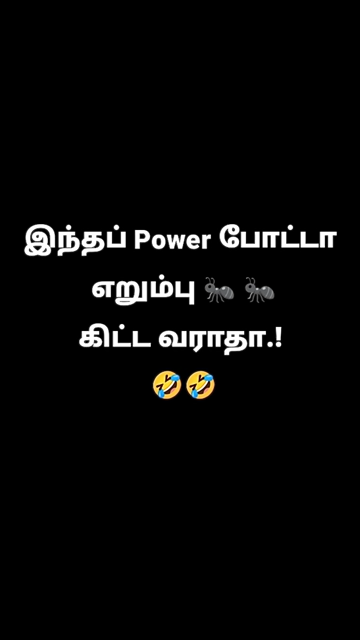 இந்தப் Power போட்டா
எறும்பு 🐜 🐜
கிட்ட வராதா.!
🤣🤣